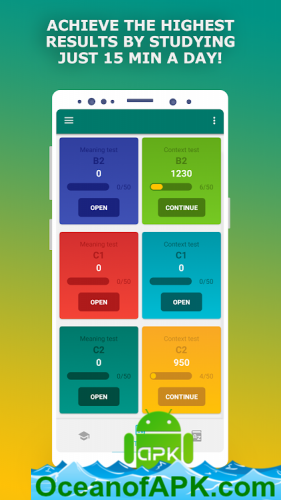 ACHIEVE THE HIGHEST
RESULTS BY STUDYING
JUST 15 MIN A DAY!
Meaning test
B2
0
0/50
OPEN
Context test
B2
1230
6/50
CONTINUE
Meaning test
C1
0
0/50
OPEN
Context test
C1
0
0/50
OPEN
Meaning test
C2
0
0/50
OPEN
Context test
C2
950
4/50
CONTINUE
APK
OceanofAPK.com